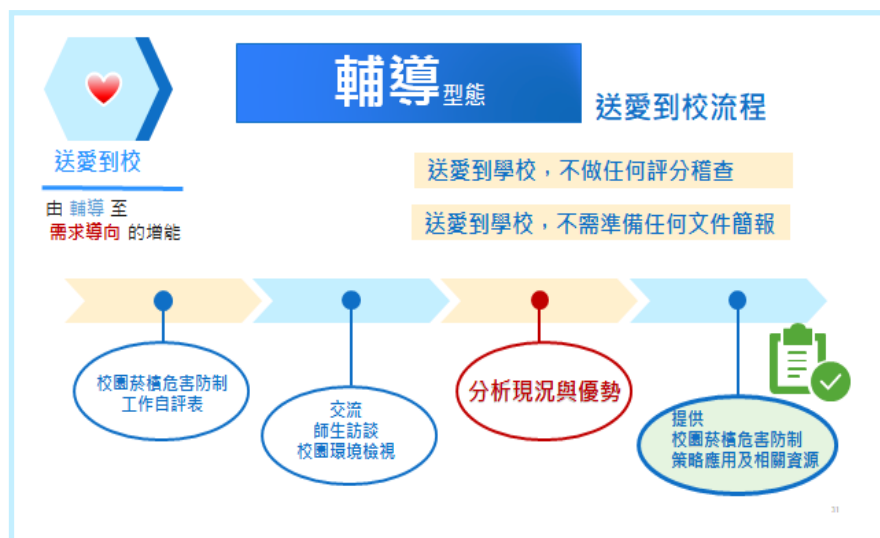 輔導型態
送愛到校流程
送愛到校
由 輔導 至
需求導向 的增能
送愛到學校，不做任何評分稽查
送愛到學校，不需準備任何文件簡報
校園菸檳危害防制
工作自評表
交流
師生訪談
校園環境檢視
分析現況與優勢
提供
校園菸檳危害防制
策略應用及相關資源
31